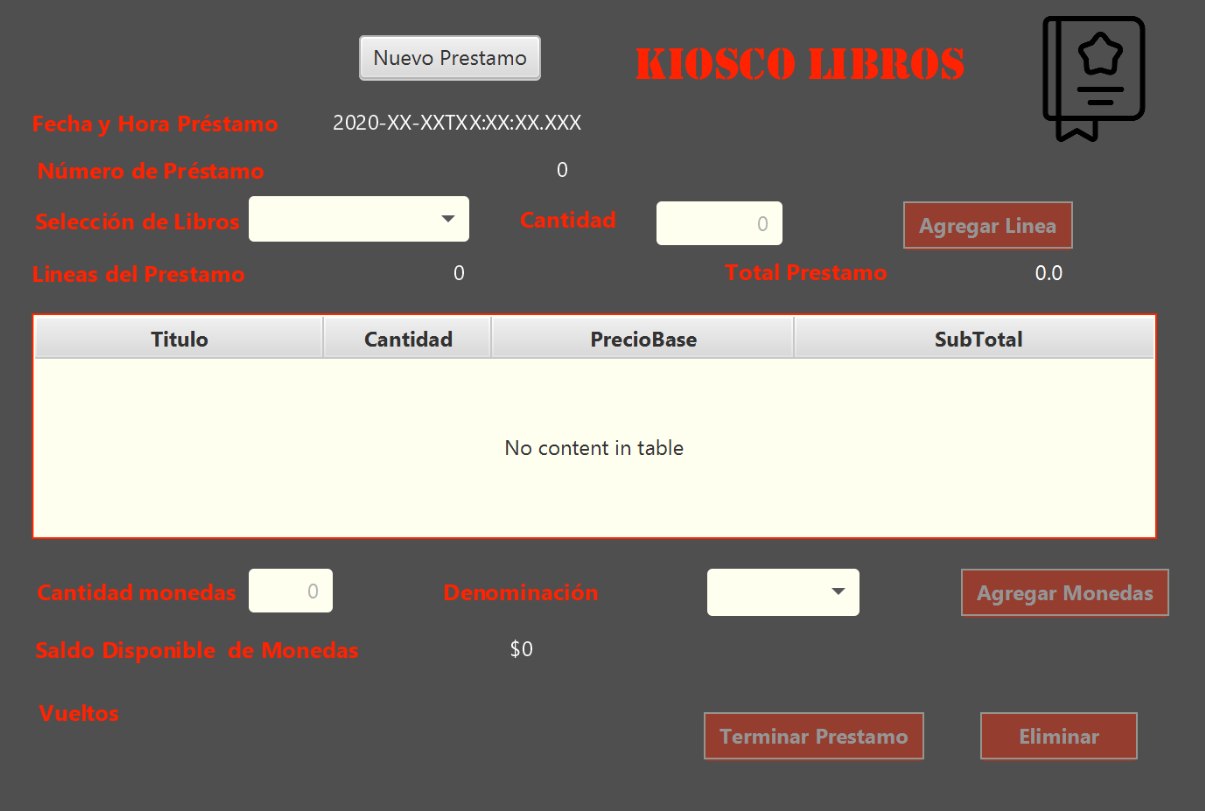 Nuevo Prestamo
KIOSCO LIBROS
Fecha y Hora Préstamo 2020-XX-XXTXX:XX:XX.XXX
Número de Préstamo 0
Selección de Libros Cantidad 0 Agregar Linea
Lineas del Prestamo 0 Total Prestamo 0.0
Titulo Cantidad PrecioBase SubTotal
No content in table
Cantidad monedas 0 Denominación Agregar Monedas
Saldo Disponible de Monedas $0
Vueltos
Terminar Prestamo Eliminar